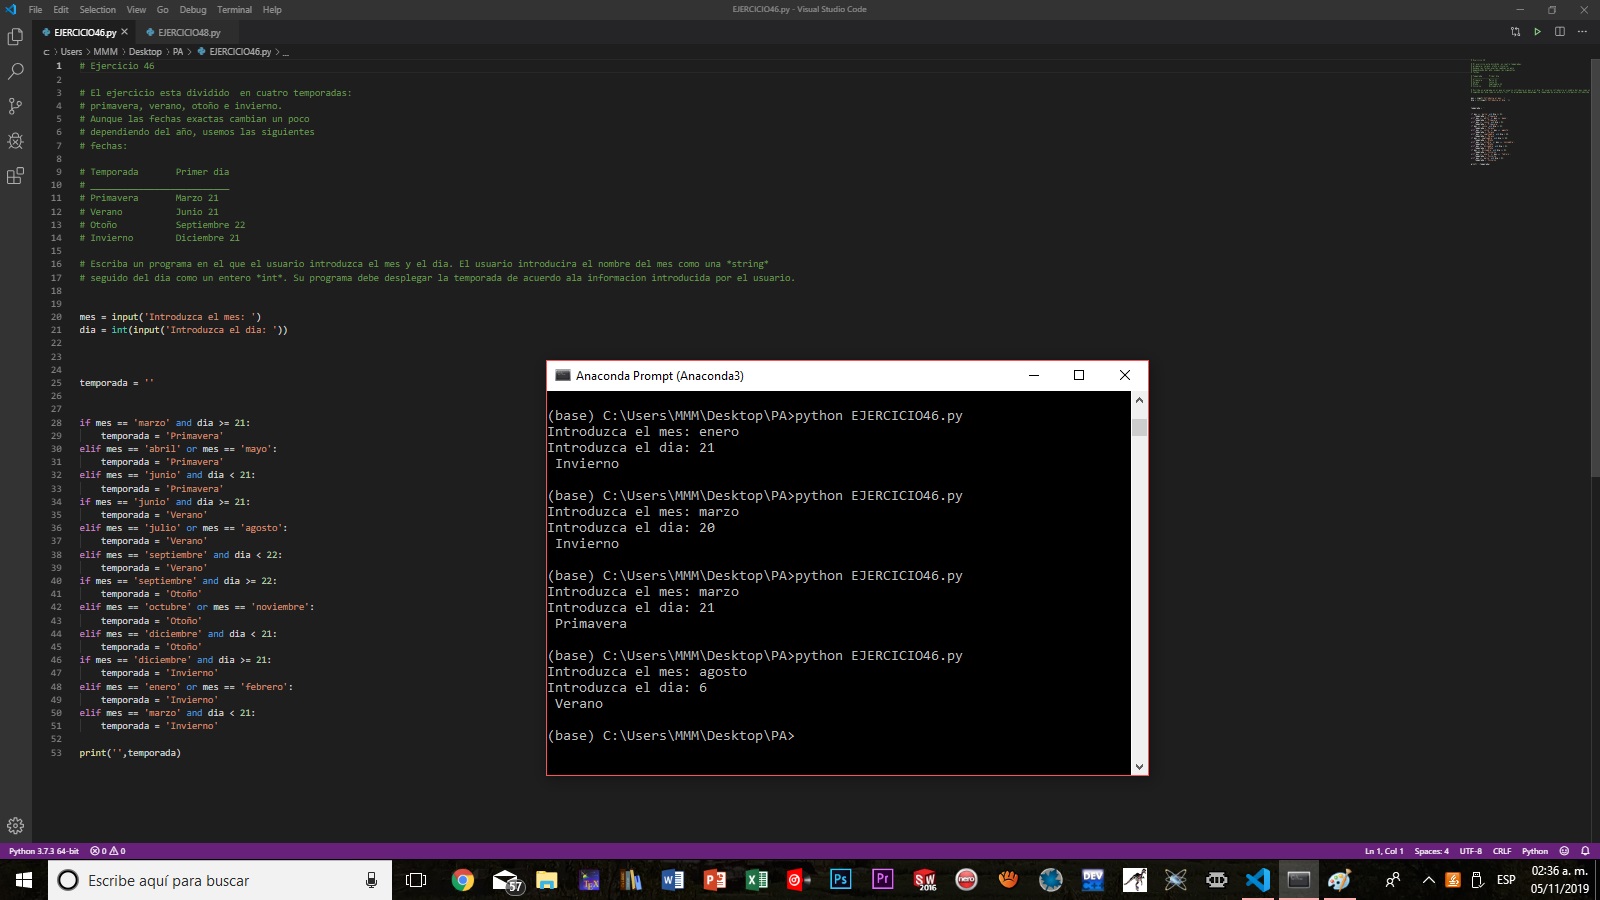 File Edit Selection View Go Debug Terminal Help EJERCICIO46.py - Visual Studio Code
EJERCICIO46.py EJERCICIO48.py
C: > Users > MMM > Desktop > PA > EJERCICIO46.py > ...
1 # Ejercicio 46
2
3 # El ejercicio esta dividido  en cuatro temporadas:
4 # primavera, verano, otoño e invierno.
5 # Aunque las fechas exactas cambian un poco
6 # dependiendo del año, usemos las siguientes
7 # fechas:
8
9 # Temporada       Primer dia
10 # __________________________
11 # Primavera       Marzo 21
12 # Verano          Junio 21
13 # Otoño           Septiembre 22
14 # Invierno        Diciembre 21
15
16 # Escriba un programa en el que el usuario introduzca el mes y el dia. El usuario introducira el nombre del mes como una *string*
17 # seguido del dia como un entero *int*. Su programa debe desplegar la temporada de acuerdo ala informacion introducida por el usuario.
18
19
20 mes = input('Introduzca el mes: ')
21 dia = int(input('Introduzca el dia: '))
22
23
24
25 temporada = ''
26
27
28 if mes == 'marzo' and dia >= 21:
29     temporada = 'Primavera'
30 elif mes == 'abril' or mes == 'mayo':
31     temporada = 'Primavera'
32 elif mes == 'junio' and dia < 21:
33     temporada = 'Primavera'
34 if mes == 'junio' and dia >= 21:
35     temporada = 'Verano'
36 elif mes == 'julio' or mes == 'agosto':
37     temporada = 'Verano'
38 elif mes == 'septiembre' and dia < 22:
39     temporada = 'Verano'
40 if mes == 'septiembre' and dia >= 22:
41     temporada = 'Otoño'
42 elif mes == 'octubre' or mes == 'noviembre':
43     temporada = 'Otoño'
44 elif mes == 'diciembre' and dia < 21:
45     temporada = 'Otoño'
46 if mes == 'diciembre' and dia >= 21:
47     temporada = 'Invierno'
48 elif mes == 'enero' or mes == 'febrero':
49     temporada = 'Invierno'
50 elif mes == 'marzo' and dia < 21:
51     temporada = 'Invierno'
52
53 print('',temporada)
Anaconda Prompt (Anaconda3)
(base) C:\Users\MMM\Desktop\PA>python EJERCICIO46.py
Introduzca el mes: enero
Introduzca el dia: 21
 Invierno
(base) C:\Users\MMM\Desktop\PA>python EJERCICIO46.py
Introduzca el mes: marzo
Introduzca el dia: 20
 Invierno
(base) C:\Users\MMM\Desktop\PA>python EJERCICIO46.py
Introduzca el mes: marzo
Introduzca el dia: 21
 Primavera
(base) C:\Users\MMM\Desktop\PA>python EJERCICIO46.py
Introduzca el mes: agosto
Introduzca el dia: 6
 Verano
(base) C:\Users\MMM\Desktop\PA>
Python 3.7.3 64-bit 0 0 Ln 1, Col 1 Spaces: 4 UTF-8 CRLF Python
Escribe aquí para buscar 57 Ps Pr SW 2016 nero DEV ESP 02:36 a. m.
05/11/2019